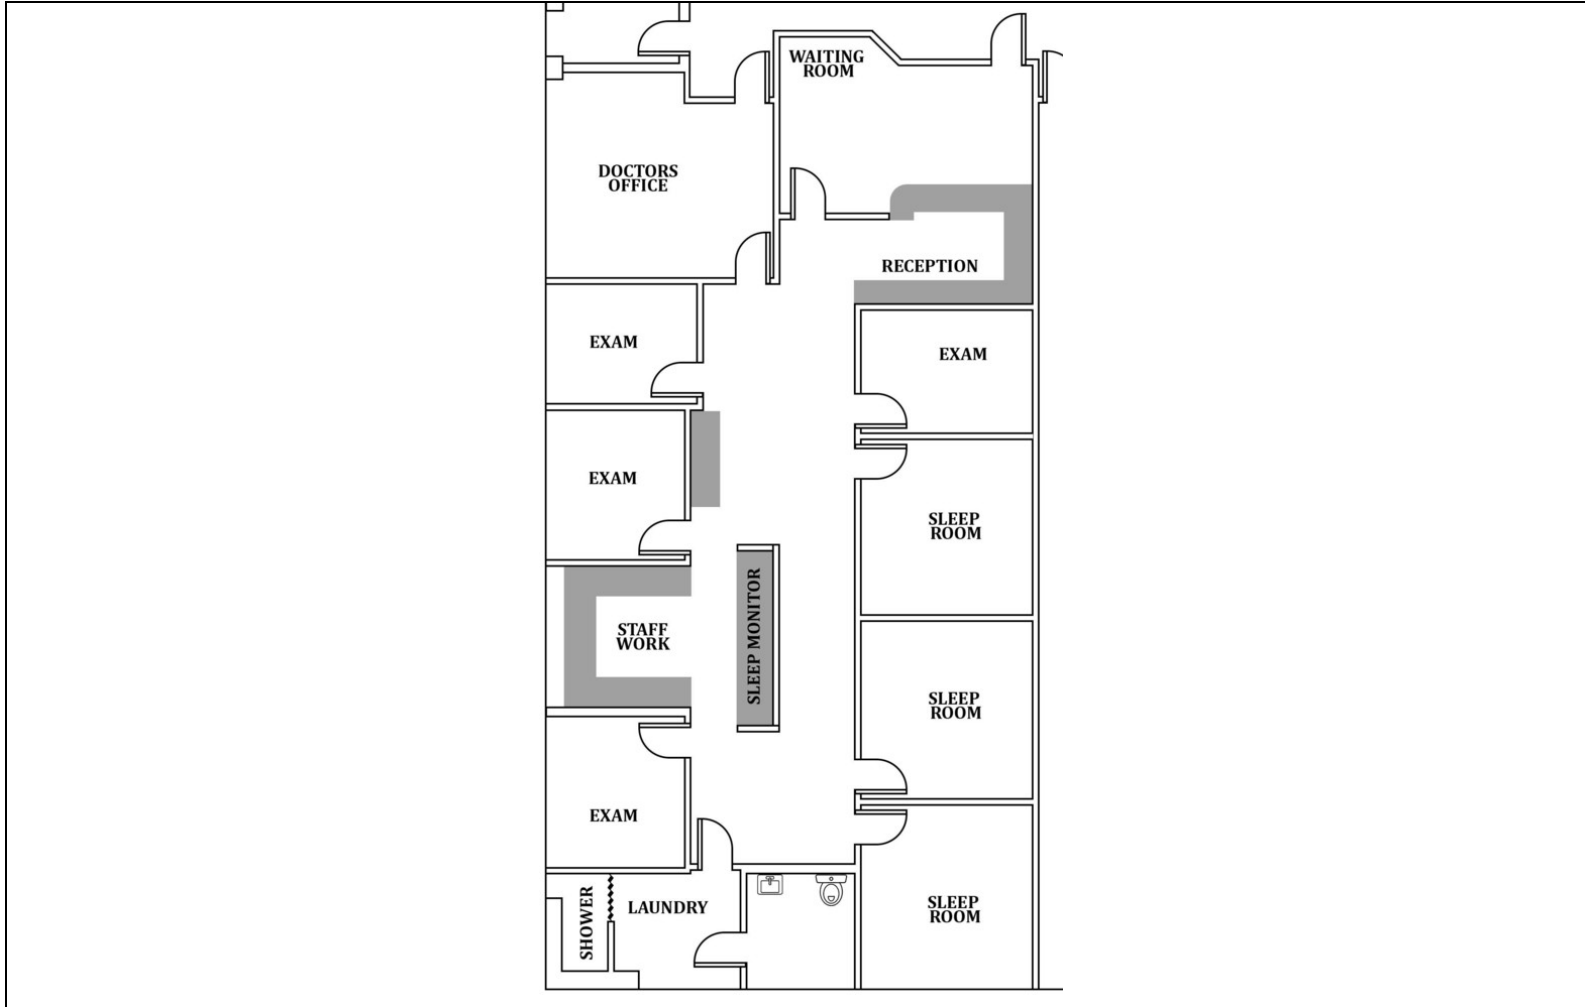 WAITING
ROOM
DOCTORS
OFFICE
RECEPTION
EXAM
EXAM
EXAM
SLEEP
ROOM
STAFF
WORK
SLEEP MONITOR
SLEEP
ROOM
EXAM
SHOWER
LAUNDRY
SLEEP
ROOM